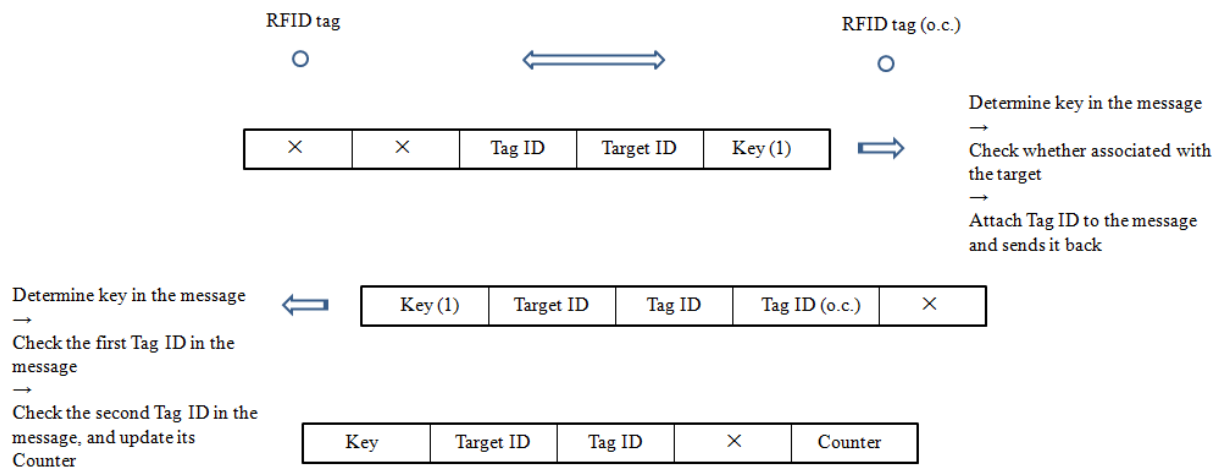 RFID tag
RFID tag (o.c.)
× × Tag ID Target ID Key (1)
Determine key in the message
→
Check whether associated with
the target
→
Attach Tag ID to the message
and sends it back
Determine key in the message
→
Check the first Tag ID in the
message
→
Check the second Tag ID in the
message, and update its
Counter
Key (1) Target ID Tag ID Tag ID (o.c.) ×
Key Target ID Tag ID × Counter